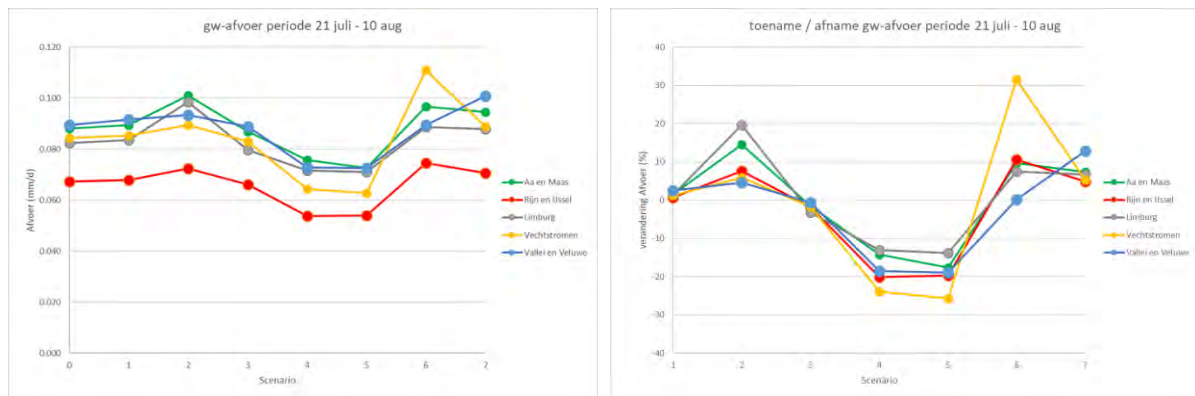 gw-afvoer periode 21 juli - 10 aug
0.120
0.100
0.080
0.060
0.040
0.020
0.000
Afvoer (mm/d)
0 1 2 3 4 5 6 7
Scenario
Aa en Maas
Rijn en IJssel
Limburg
Vechtstromen
Vallei en Veluwe
toename / afname gw-afvoer periode 21 juli - 10 aug
40
30
20
10
0
-10
-20
-30
-40
verandering Afvoer (%)
1 2 3 4 5 6 7
Scenario
Aa en Maas
Rijn en IJssel
Limburg
Vechtstromen
Vallei en Veluwe